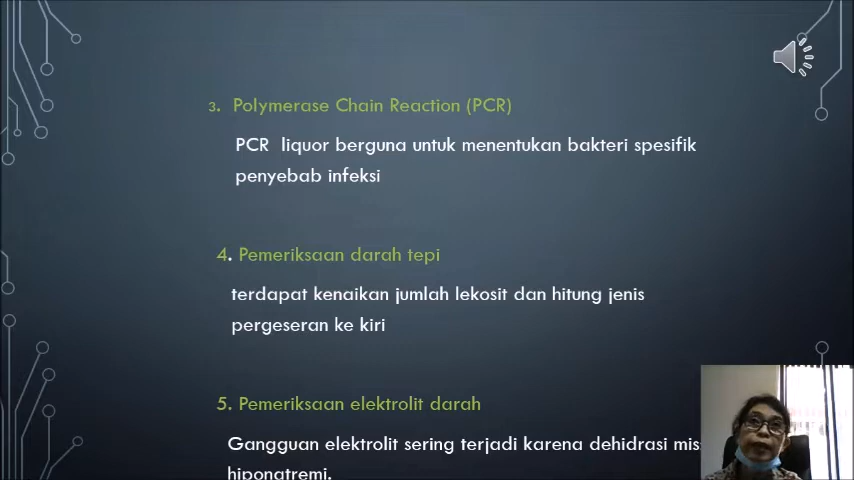 3. Polymerase Chain Reaction (PCR)
PCR liquor berguna untuk menentukan bakteri spesifik
penyebab infeksi
4. Pemeriksaan darah tepi
terdapat kenaikan jumlah lekosit dan hitung jenis
pergeseran ke kiri
5. Pemeriksaan elektrolit darah
Gangguan elektrolit sering terjadi karena dehidrasi
hiponatremi.